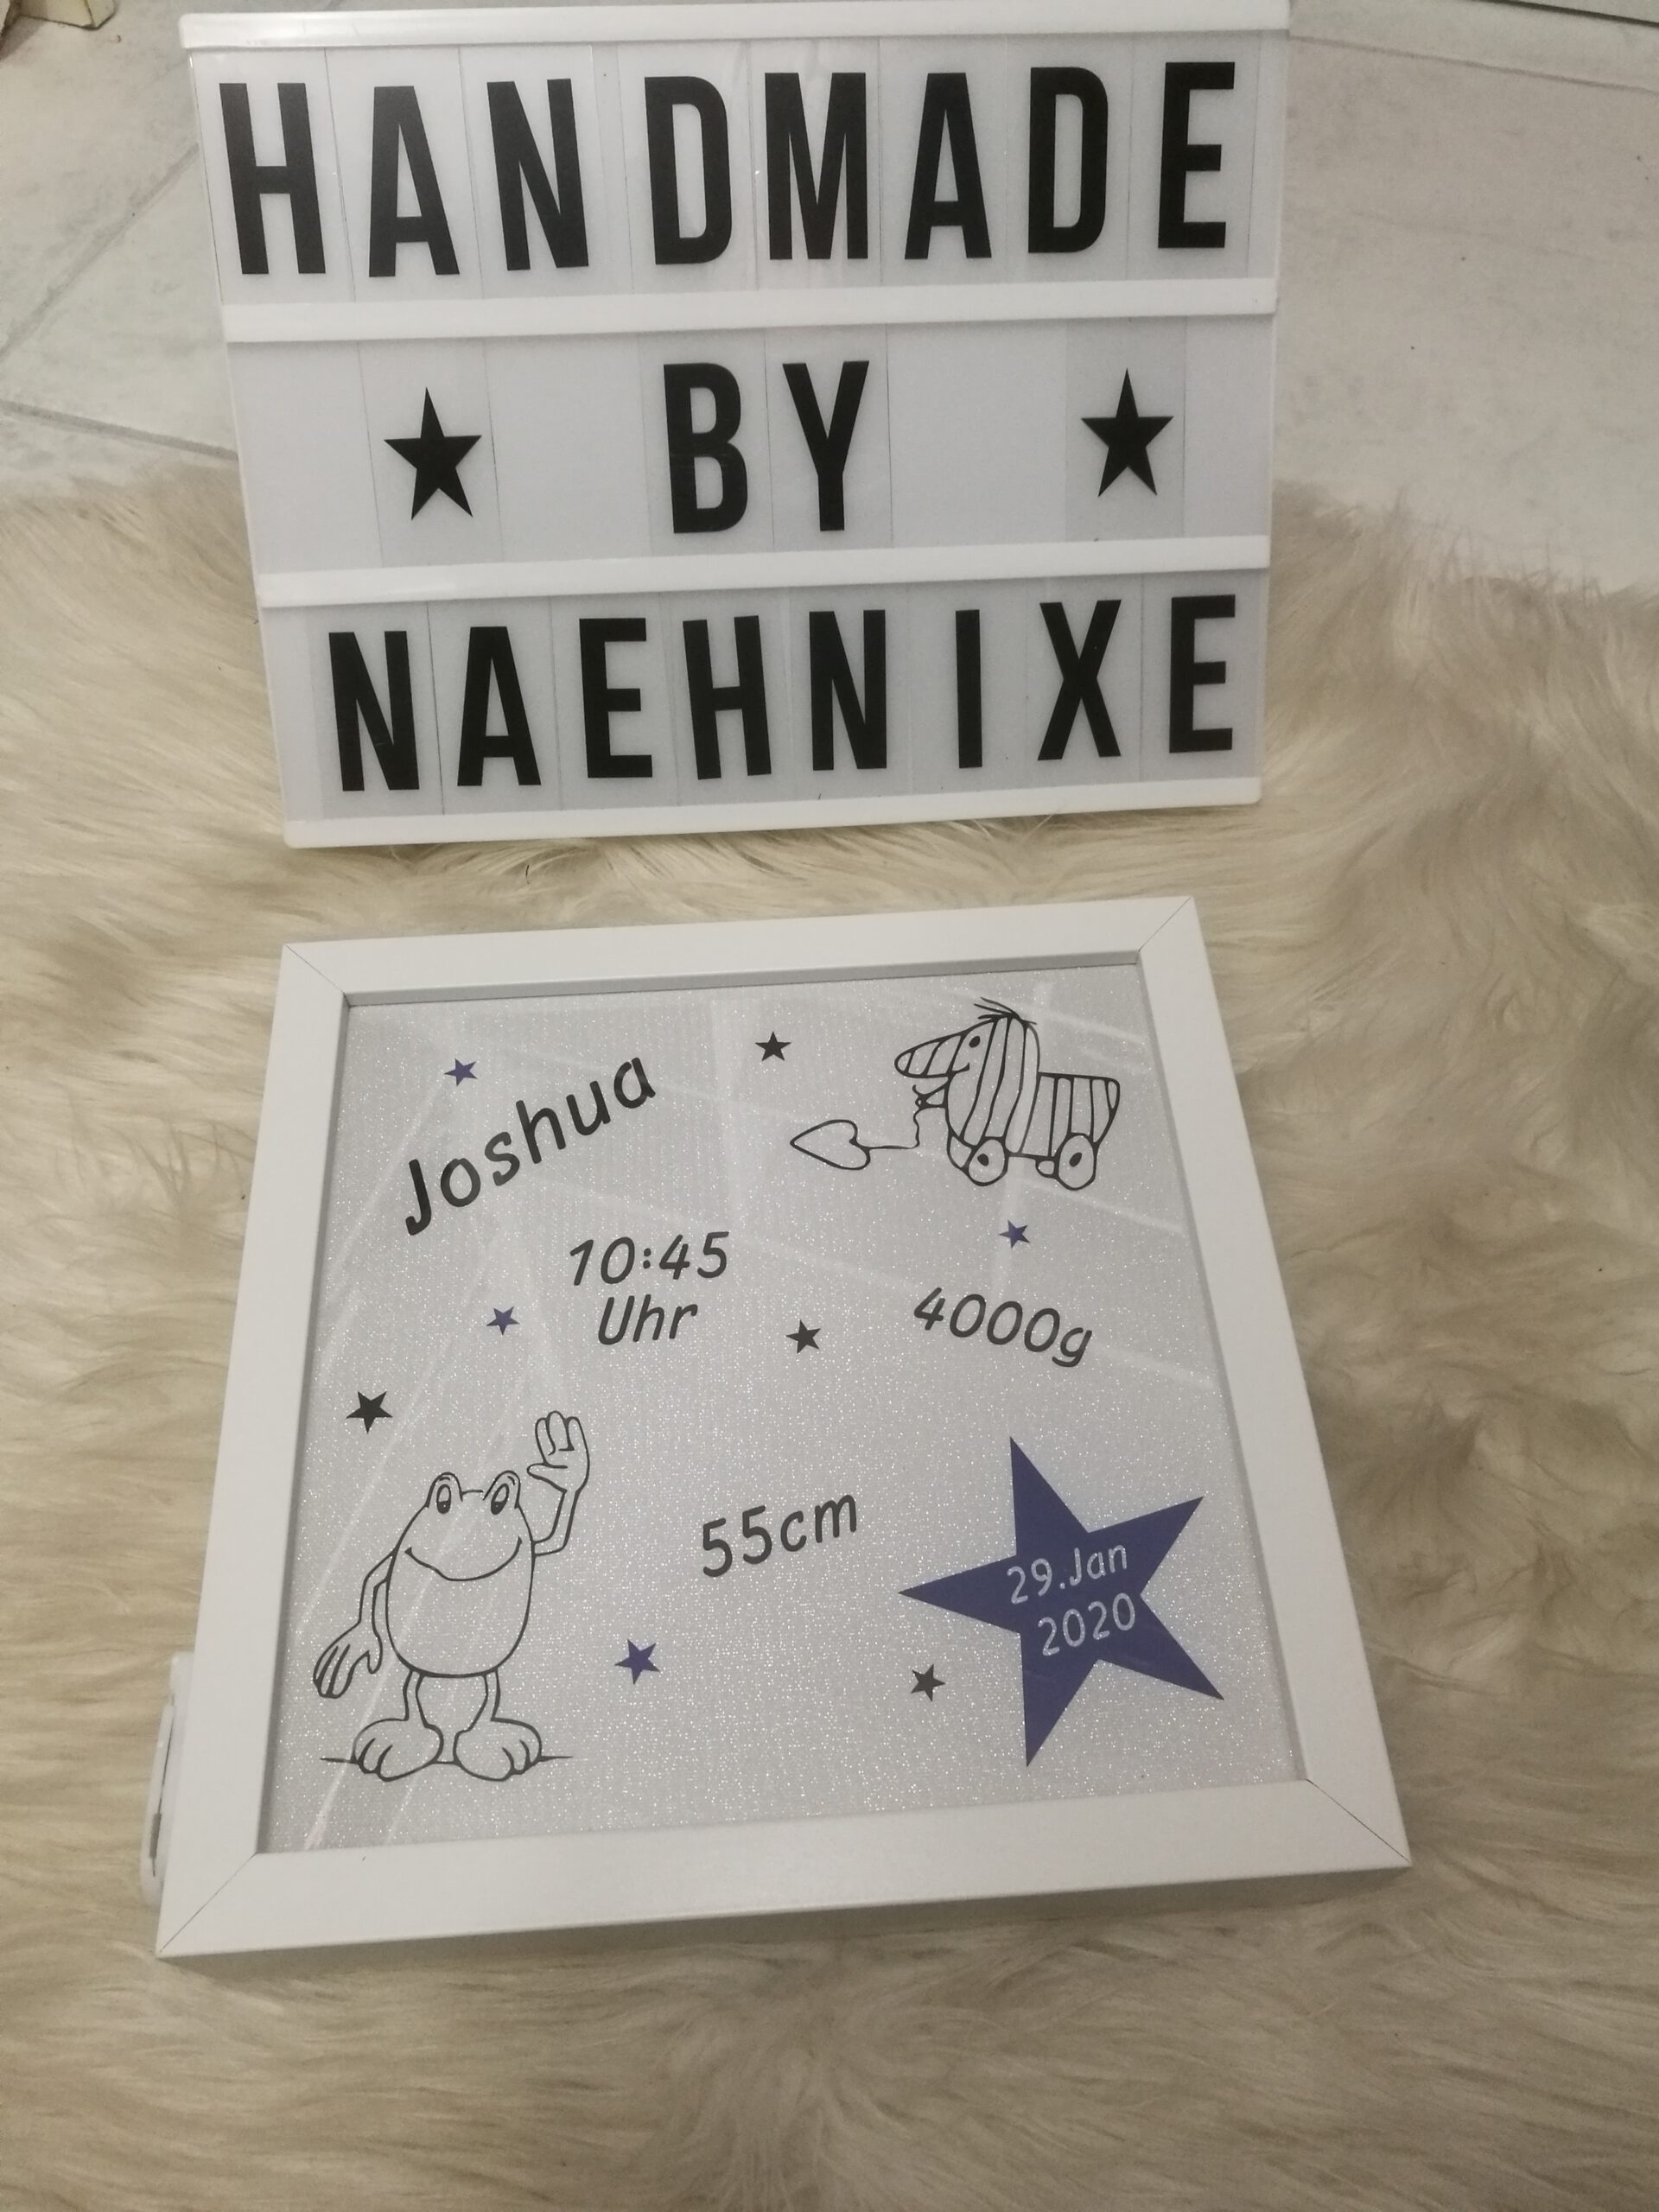 HANDMADE
★ BY ★
NAEHNIXE
Joshua
10:45
Uhr
4000g
55cm
29.Jan
2020